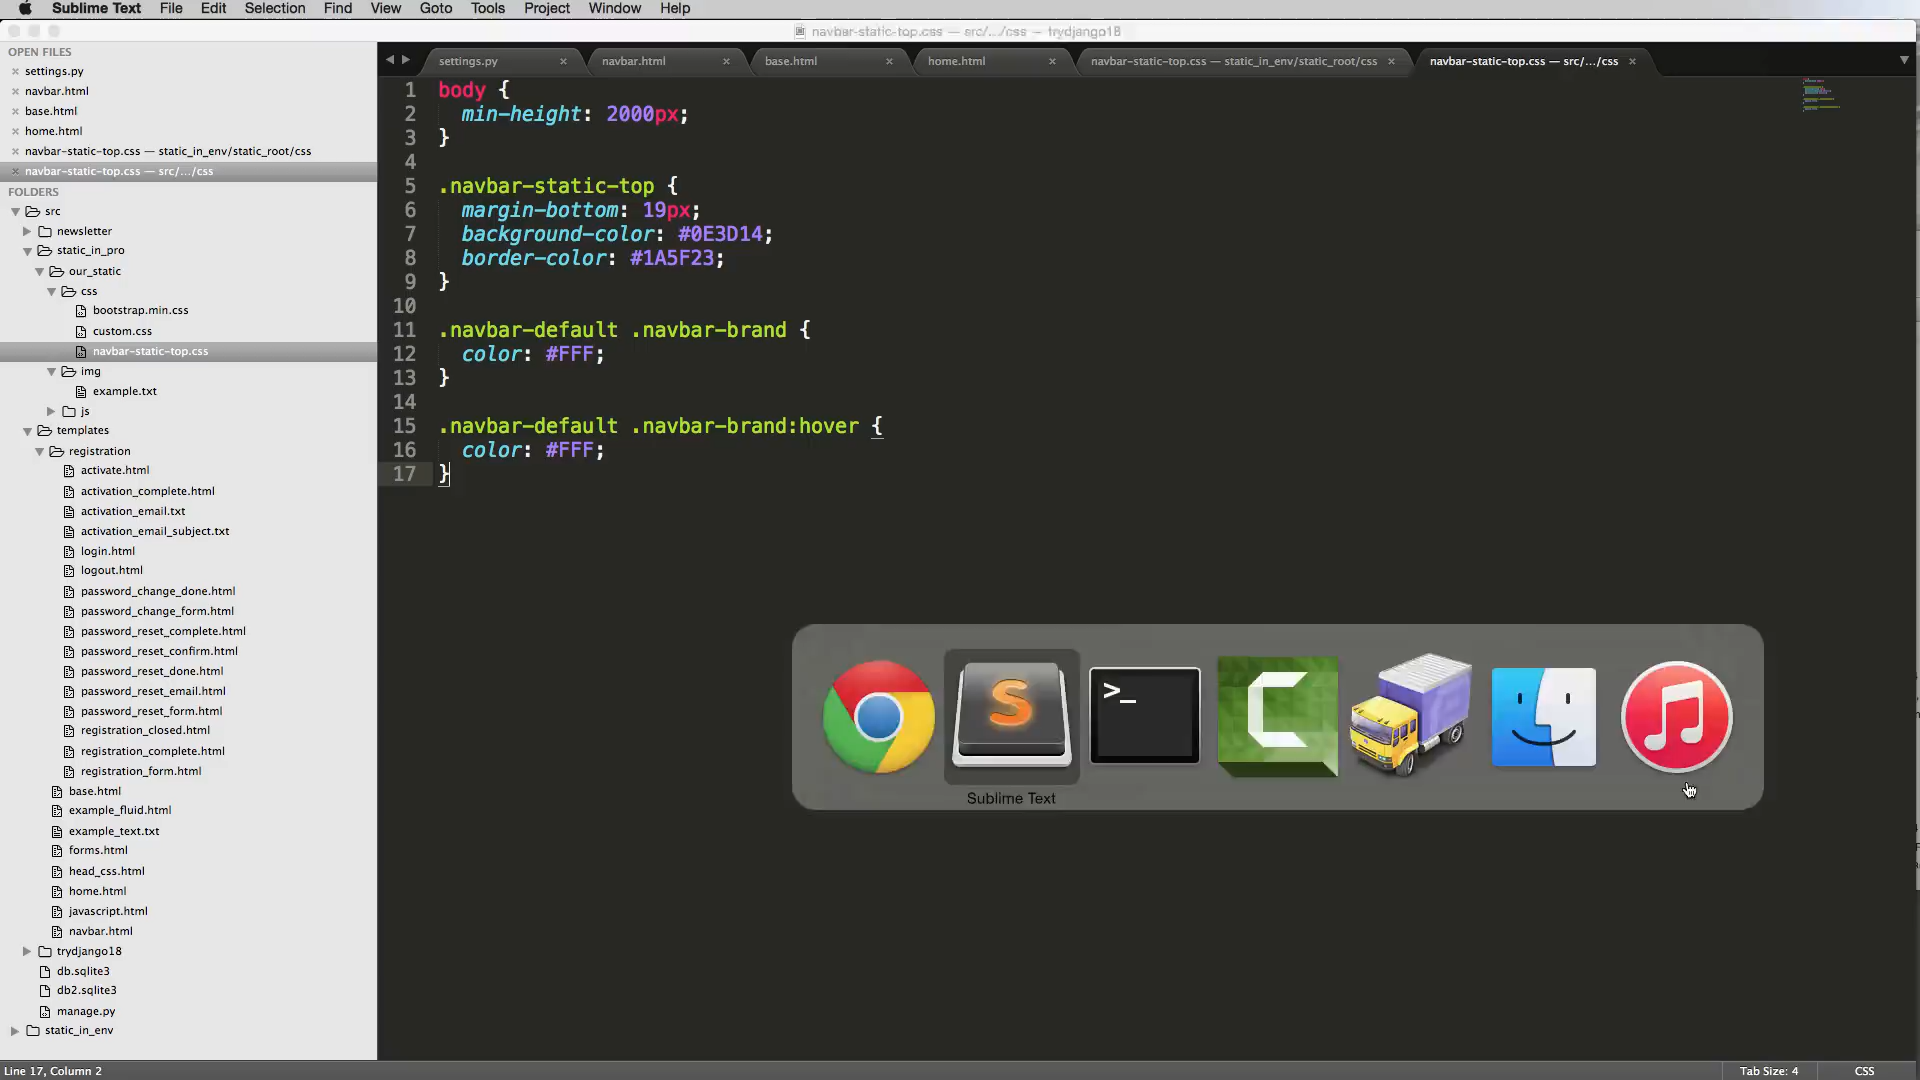 Sublime Text File Edit Selection Find View Goto Tools Project Window Help
navbar-static-top.css — src/.../css — trydjango18
OPEN FILES
settings.py
navbar.html
base.html
home.html
navbar-static-top.css — static_in_env/static_root/css
navbar-static-top.css — src/.../css
FOLDERS
src
newsletter
static_in_pro
our_static
css
bootstrap.min.css
custom.css
navbar-static-top.css
img
example.txt
js
templates
registration
activate.html
activation_complete.html
activation_email.txt
activation_email_subject.txt
login.html
logout.html
password_change_done.html
password_change_form.html
password_reset_complete.html
password_reset_confirm.html
password_reset_done.html
password_reset_email.html
password_reset_form.html
registration_closed.html
registration_complete.html
registration_form.html
base.html
example_fluid.html
example_text.txt
forms.html
head_css.html
home.html
javascript.html
navbar.html
trydjango18
db.sqlite3
db2.sqlite3
manage.py
static_in_env
settings.py navbar.html base.html home.html navbar-static-top.css — static_in_env/static_root/css navbar-static-top.css — src/.../css
1 body {
2 min-height: 2000px;
3 }
4
5 .navbar-static-top {
6 margin-bottom: 19px;
7 background-color: #0E3D14;
8 border-color: #1A5F23;
9 }
10
11 .navbar-default .navbar-brand {
12 color: #FFF;
13 }
14
15 .navbar-default .navbar-brand:hover {
16 color: #FFF;
17 }
Sublime Text
Line 17, Column 2
Tab Size: 4
CSS